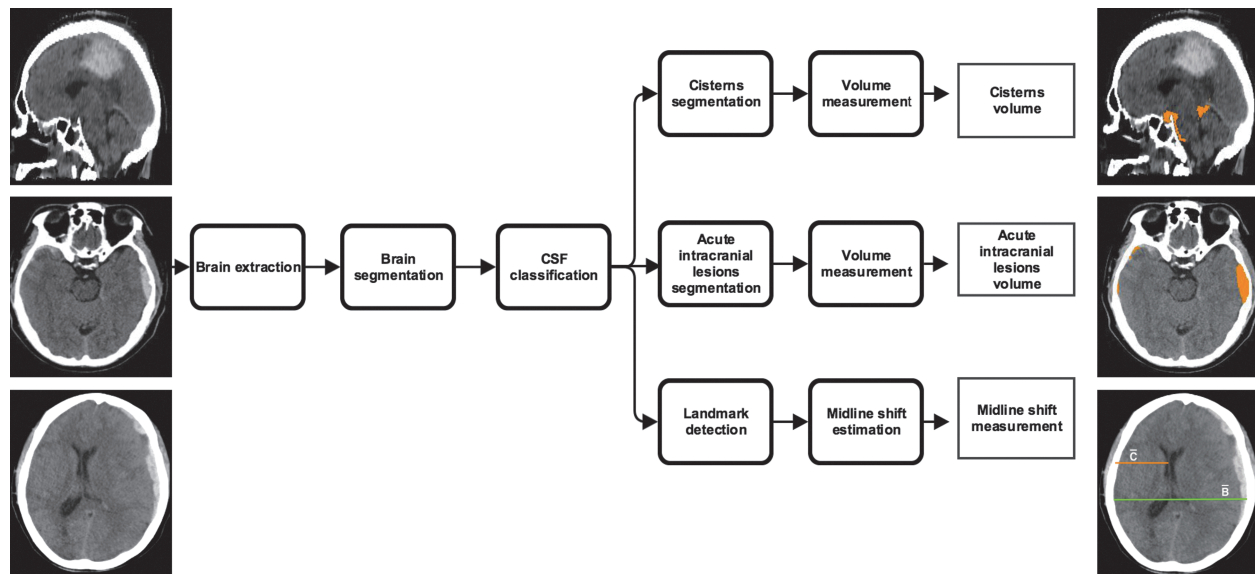 Brain extraction
Brain
segmentation
CSF
classification
Cisterns
segmentation
Volume
measurement
Cisterns
volume
Acute
intracranial
lesions
segmentation
Volume
measurement
Acute
intracranial
lesions
volume
Landmark
detection
Midline shift
estimation
Midline shift
measurement
C̅
B̅